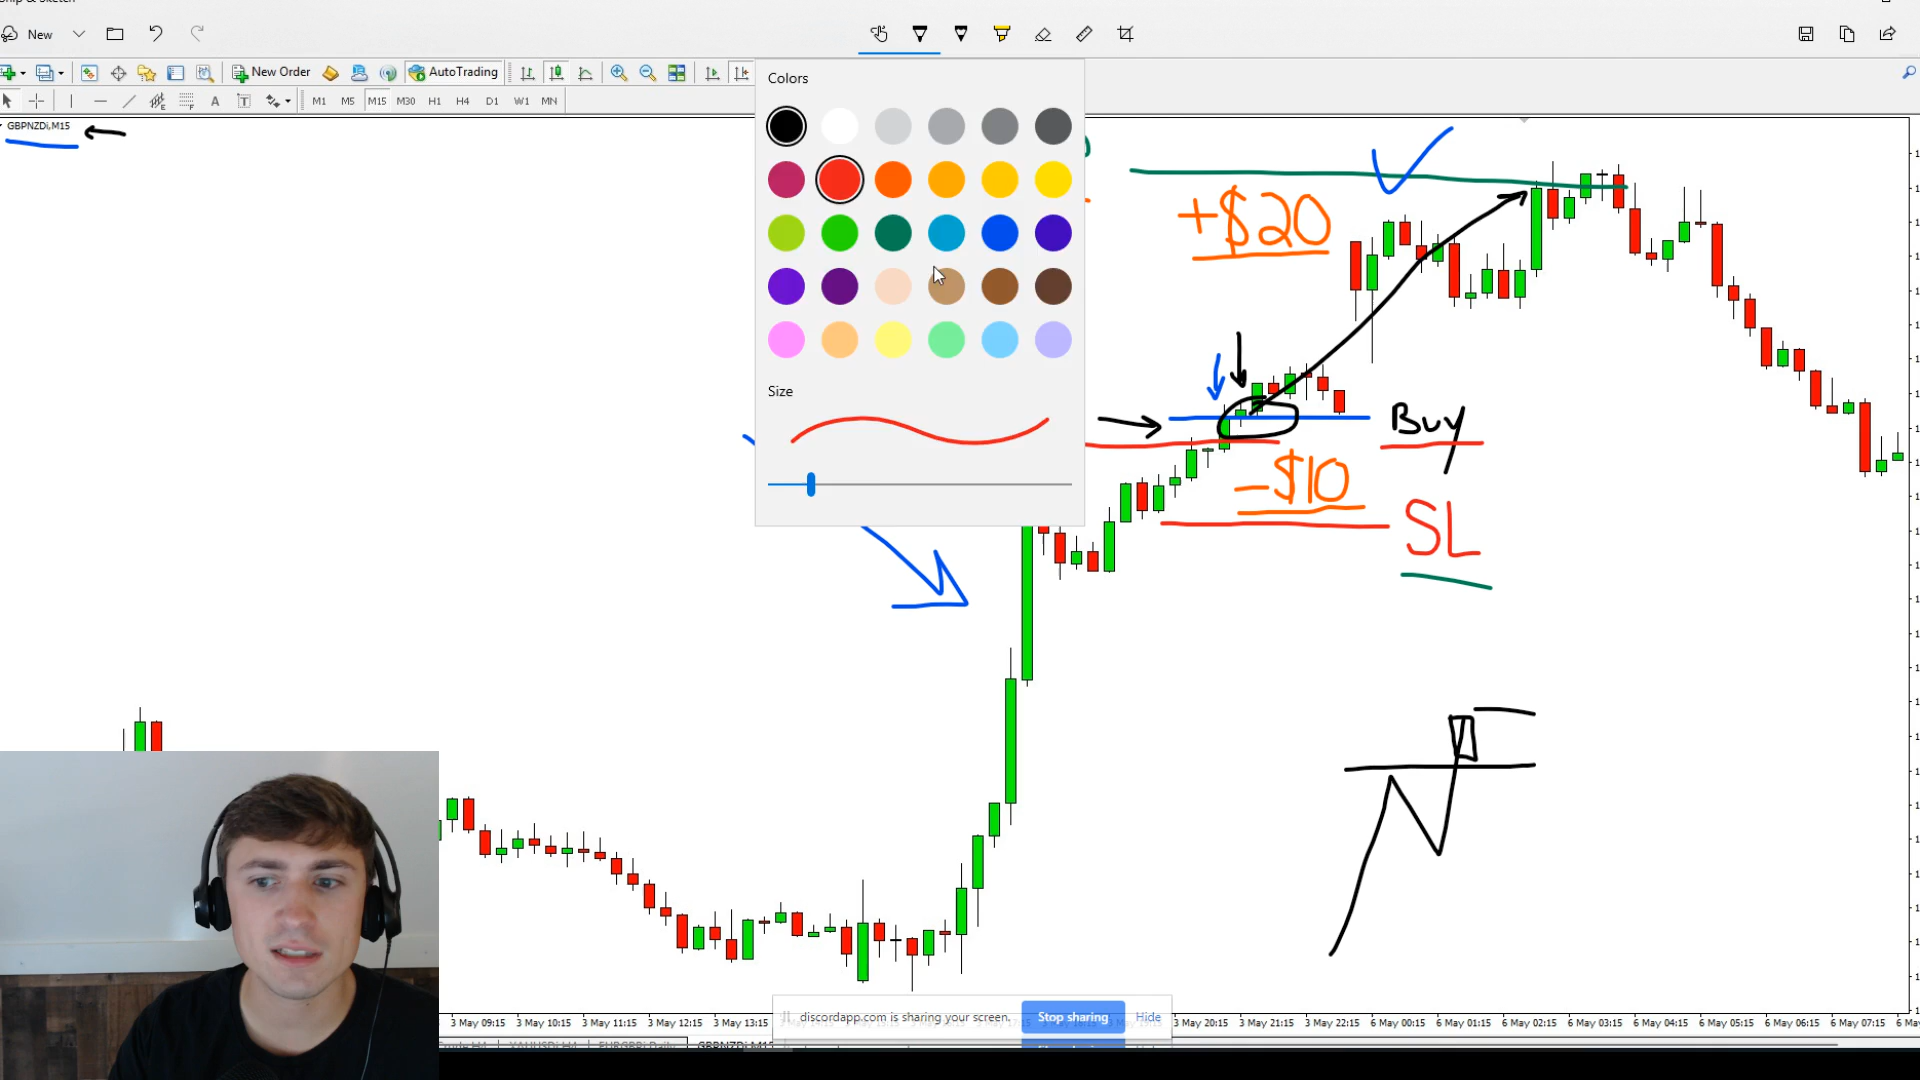 New
New Order
AutoTrading
M1 M5 M15 M30 H1 H4 D1 W1 MN
GBPNZDi,M15
Colors
+$20
Size
Buy
-$10
SL
discordapp.com is sharing your screen.
Stop sharing
Hide
3 May 09:15 3 May 10:15 3 May 11:15 3 May 12:15 3 May 13:15 3 May 20:15 3 May 21:15 3 May 22:15 6 May 00:15 6 May 01:15 6 May 02:15 6 May 03:15 6 May 04:15 6 May 05:15 6 May 06:15 6 May 07:15